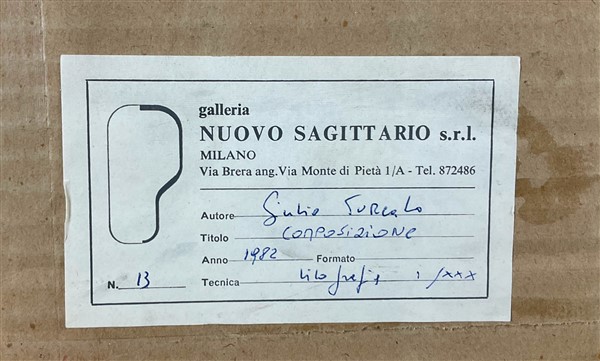 galleria
NUOVO SAGITTARIO s.r.l.
MILANO
Via Brera ang.Via Monte di Pietà 1/A - Tel. 872486
Autore Giulio Turcato
Titolo COMPOSIZIONE
Anno 1982 Formato
N. 13 Tecnica litografia /XXX